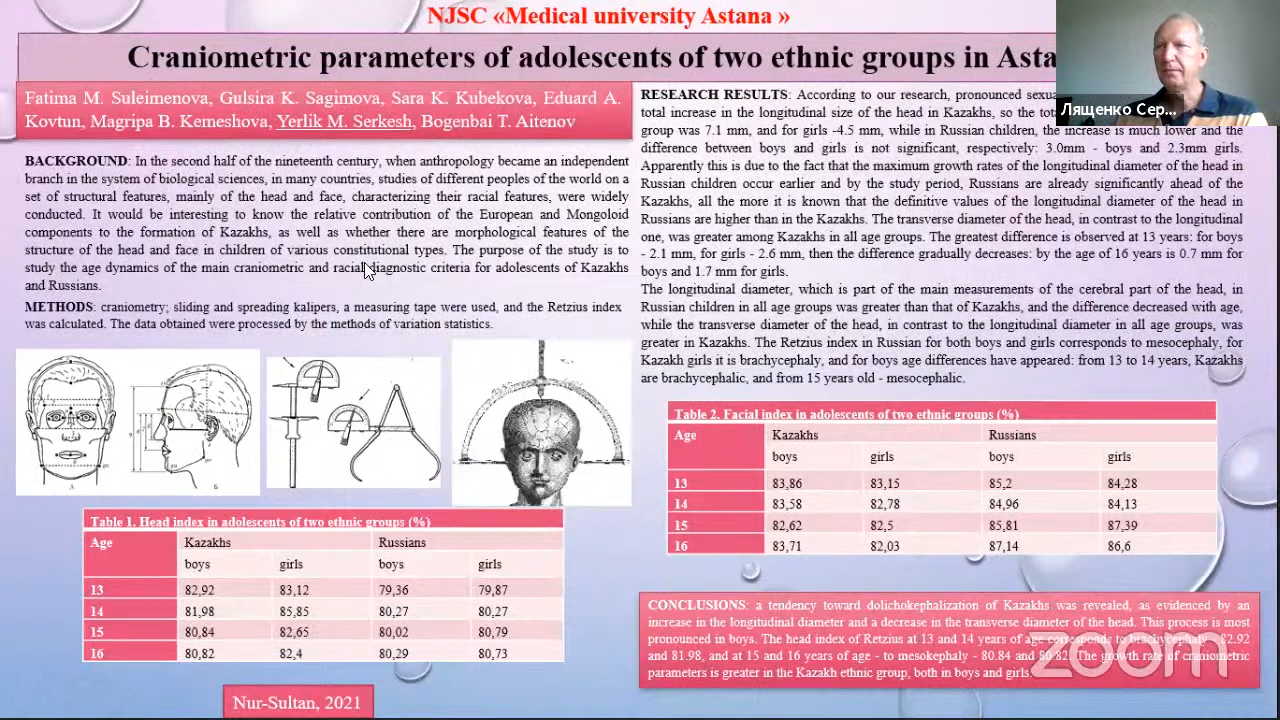 NJSC «Medical university Astana »
Craniometric parameters of adolescents of two ethnic groups in Asta
Лященко Сер...
Fatima M. Suleimenova, Gulsira K. Sagimova, Sara K. Kubekova, Eduard A.
Kovtun, Magripa B. Kemeshova, Yerlik M. Serkesh, Bogenbai T. Aitenov
BACKGROUND: In the second half of the nineteenth century, when anthropology became an independent
branch in the system of biological sciences, in many countries, studies of different peoples of the world on a
set of structural features, mainly of the head and face, characterizing their racial features, were widely
conducted. It would be interesting to know the relative contribution of the European and Mongoloid
components to the formation of Kazakhs, as well as whether there are morphological features of the
structure of the head and face in children of various constitutional types. The purpose of the study is to
study the age dynamics of the main craniometric and racial diagnostic criteria for adolescents of Kazakhs
and Russians.
METHODS: craniometry; sliding and spreading kalipers, a measuring tape were used, and the Retzius index
was calculated. The data obtained were processed by the methods of variation statistics.
Table 1. Head index in adolescents of two ethnic groups (%)
Age Kazakhs Russians
boys girls boys girls
13 82,92 83,12 79,36 79,87
14 81,98 85,85 80,27 80,27
15 80,84 82,65 80,02 80,79
16 80,82 82,4 80,29 80,73
Nur-Sultan, 2021
RESEARCH RESULTS: According to our research, pronounced sexua
total increase in the longitudinal size of the head in Kazakhs, so the tot
group was 7.1 mm, and for girls -4.5 mm, while in Russian children, the increase is much lower and the
difference between boys and girls is not significant, respectively: 3.0mm - boys and 2.3mm girls.
Apparently this is due to the fact that the maximum growth rates of the longitudinal diameter of the head in
Russian children occur earlier and by the study period, Russians are already significantly ahead of the
Kazakhs, all the more it is known that the definitive values of the longitudinal diameter of the head in
Russians are higher than in the Kazakhs. The transverse diameter of the head, in contrast to the longitudinal
one, was greater among Kazakhs in all age groups. The greatest difference is observed at 13 years: for boys
- 2.1 mm, for girls - 2.6 mm, then the difference gradually decreases: by the age of 16 years is 0.7 mm for
boys and 1.7 mm for girls.
The longitudinal diameter, which is part of the main measurements of the cerebral part of the head, in
Russian children in all age groups was greater than that of Kazakhs, and the difference decreased with age,
while the transverse diameter of the head, in contrast to the longitudinal diameter in all age groups, was
greater in Kazakhs. The Retzius index in Russian for both boys and girls corresponds to mesocephaly, for
Kazakh girls it is brachycephaly, and for boys age differences have appeared: from 13 to 14 years, Kazakhs
are brachycephalic, and from 15 years old - mesocephalic.
Table 2. Facial index in adolescents of two ethnic groups (%)
Age Kazakhs Russians
boys girls boys girls
13 83,86 83,15 85,2 84,28
14 83,58 82,78 84,96 84,13
15 82,62 82,5 85,81 87,39
16 83,71 82,03 87,14 86,6
CONCLUSIONS: a tendency toward dolichokephalization of Kazakhs was revealed, as evidenced by an
increase in the longitudinal diameter and a decrease in the transverse diameter of the head. This process is most
pronounced in boys. The head index of Retzius at 13 and 14 years of age corresponds to brachycephaly - 82.92
and 81.98, and at 15 and 16 years of age - to mesokephaly - 80.84 and 80.82. The growth rate of craniometric
parameters is greater in the Kazakh ethnic group, both in boys and girls.
zoom